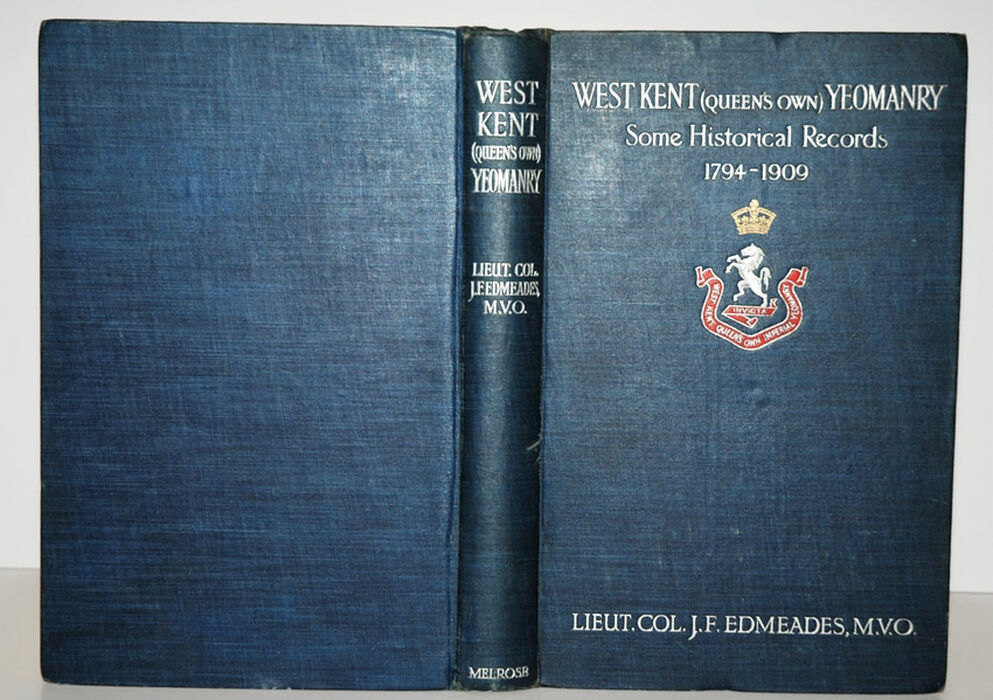 WEST
KENT
(QUEEN'S OWN)
YEOMANRY
LIEUT. COL.
J.F. EDMEADES,
M.V.O.
MELROSE
WEST KENT (QUEEN'S OWN) YEOMANRY
Some Historical Records
1794-1909
INVICTA
WEST KENT QUEEN'S OWN IMPERIAL YEOMANRY
LIEUT. COL. J.F. EDMEADES, M.V.O.